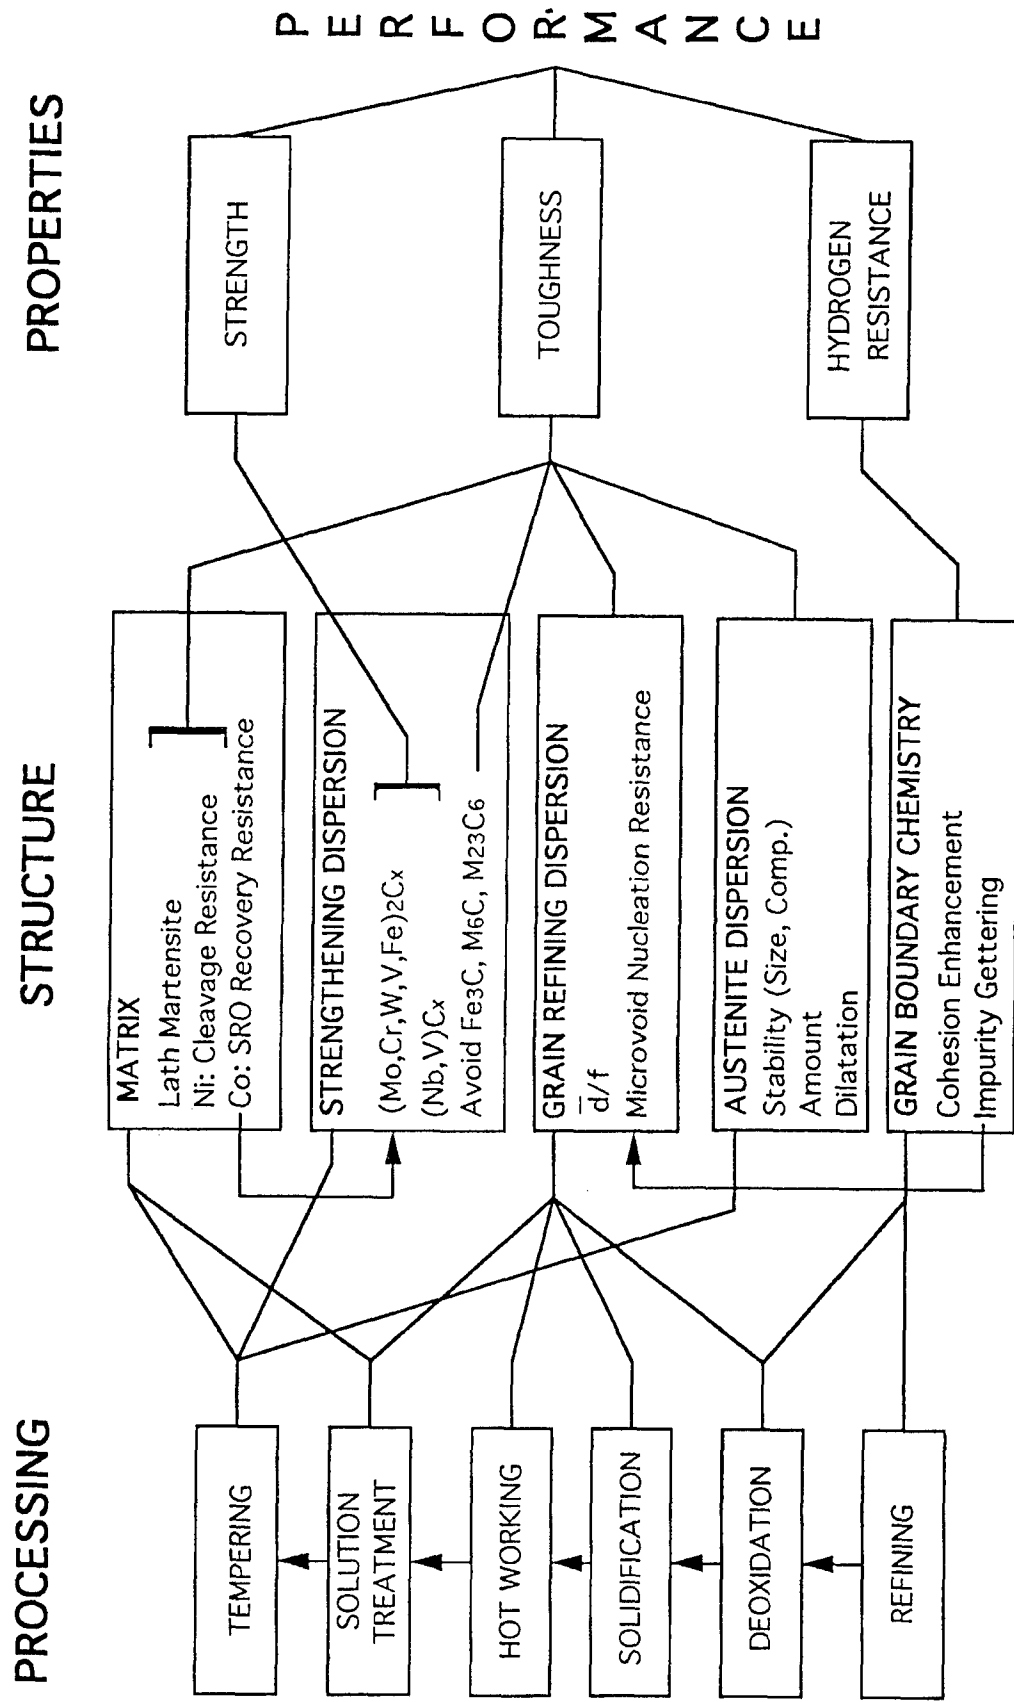 PROCESSING
STRUCTURE
PROPERTIES
TEMPERING
SOLUTION
TREATMENT
HOT WORKING
SOLIDIFICATION
DEOXIDATION
REFINING
MATRIX
Lath Martensite
Ni: Cleavage Resistance
Co: SRO Recovery Resistance
STRENGTHENING DISPERSION
(Mo,Cr,W,V,Fe)2Cx
(Nb,V)Cx
Avoid Fe3C, M6C, M23C6
GRAIN REFINING DISPERSION
d̅/f
Microvoid Nucleation Resistance
AUSTENITE DISPERSION
Stability (Size, Comp.)
Amount
Dilatation
GRAIN BOUNDARY CHEMISTRY
Cohesion Enhancement
Impurity Gettering
STRENGTH
TOUGHNESS
HYDROGEN
RESISTANCE
PERFORMANCE